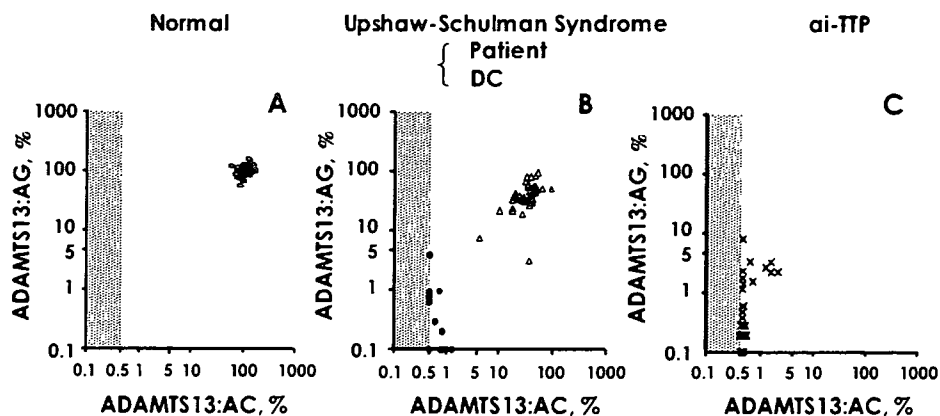 Normal
Upshaw-Schulman Syndrome
Patient
DC
ai-TTP
A
B
C
ADAMTS13:AG, %
1000
100
10
5
1
0.1
0.1 0.5 1 5 10 100 1000
ADAMTS13:AC, %
ADAMTS13:AG, %
1000
100
10
5
1
0.1
0.1 0.5 1 5 10 100 1000
ADAMTS13:AC, %
ADAMTS13:AG, %
1000
100
10
5
1
0.1
0.1 0.5 1 5 10 100 1000
ADAMTS13:AC, %